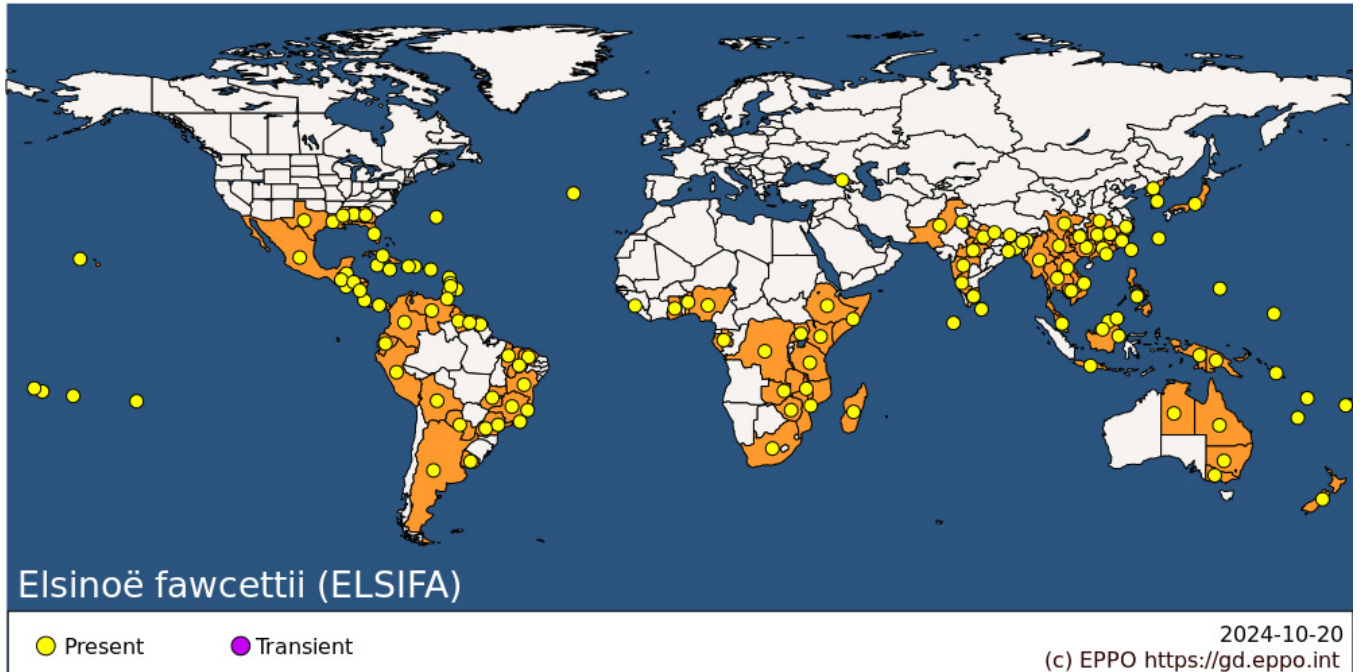 Elsinoë fawcettii (ELSIFA)
Present
Transient
2024-10-20
(c) EPPO https://gd.eppo.int